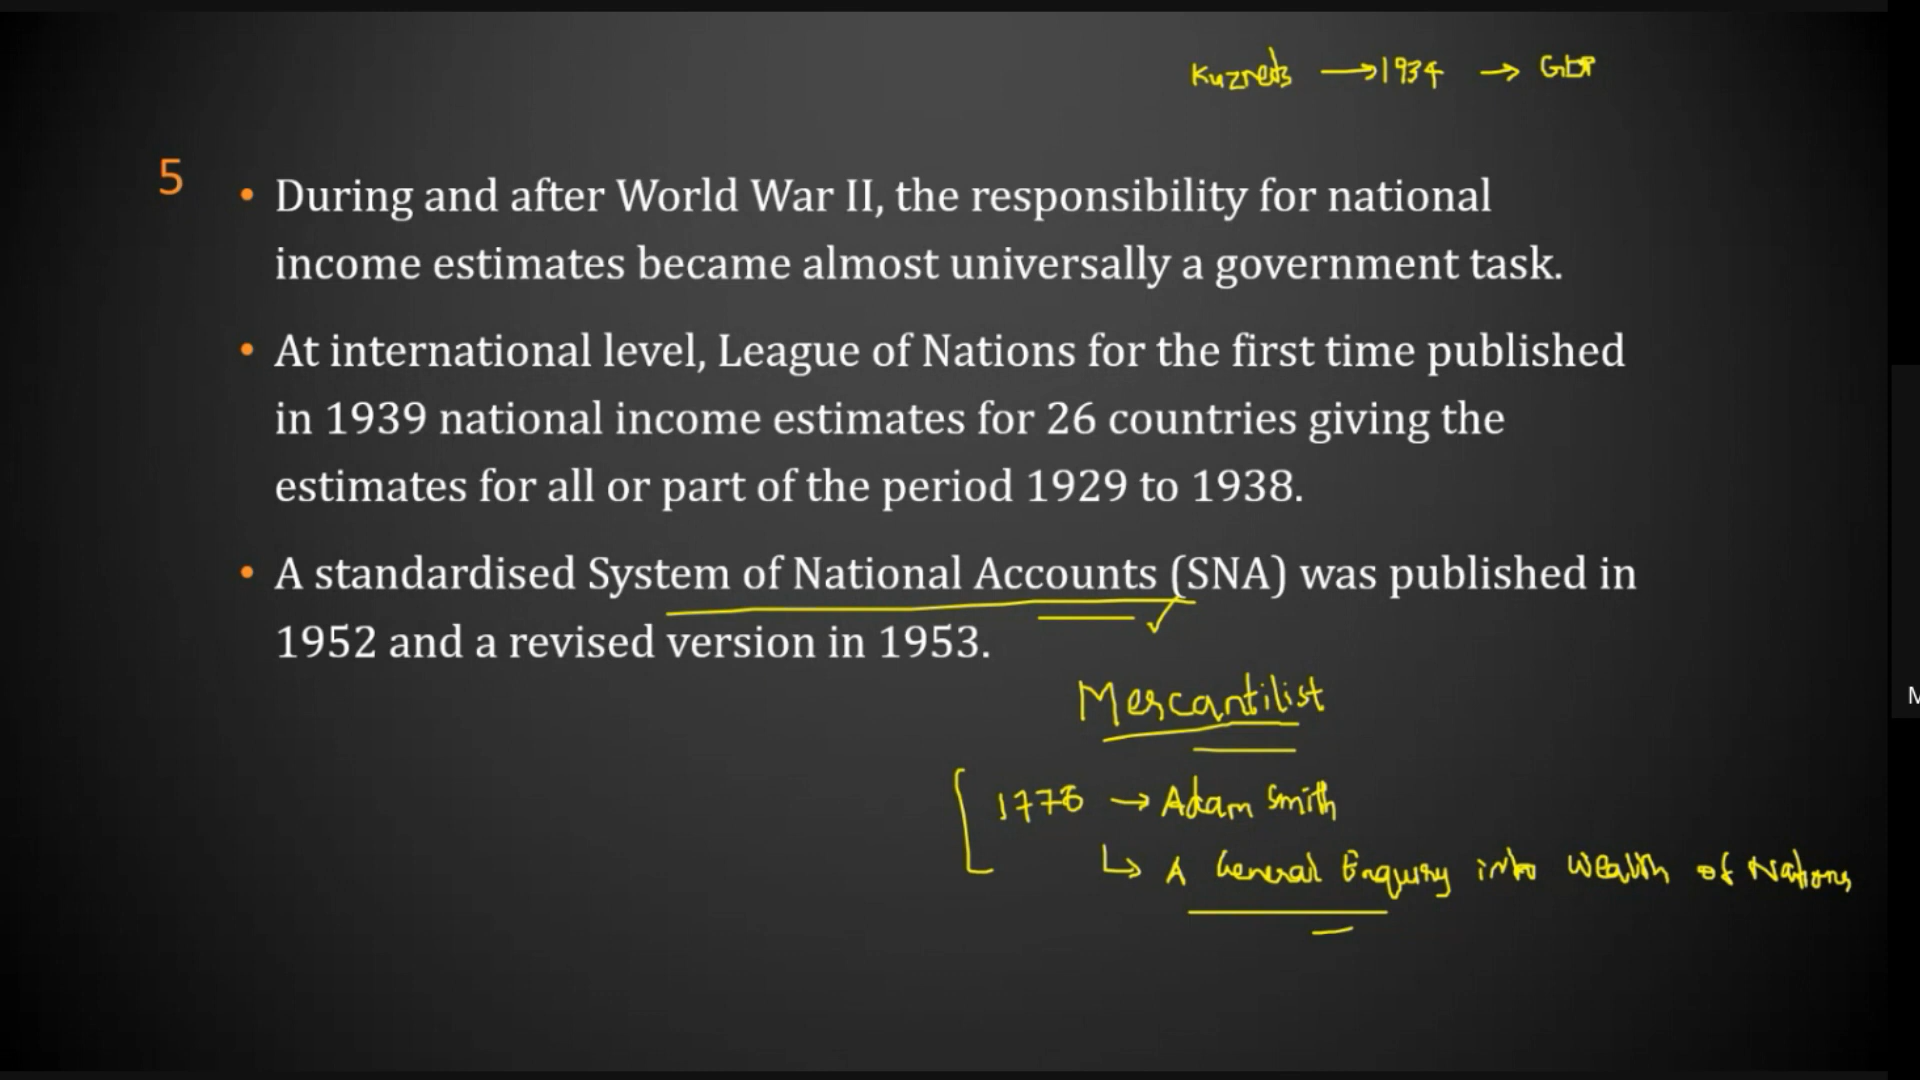 Kuznets → 1934 → GDP
5
• During and after World War II, the responsibility for national
income estimates became almost universally a government task.
• At international level, League of Nations for the first time published
in 1939 national income estimates for 26 countries giving the
estimates for all or part of the period 1929 to 1938.
• A standardised System of National Accounts (SNA) was published in
1952 and a revised version in 1953.
M
Mercantilist
1776 → Adam Smith
↳ A General Enquiry into Wealth of Nations